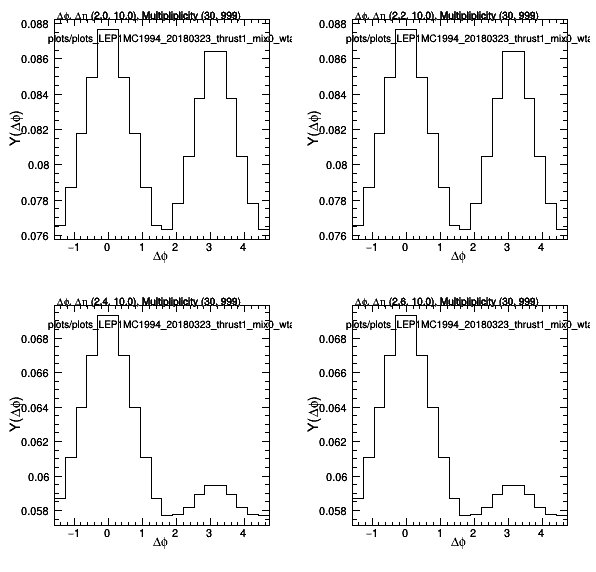 Δϕ, Δη (2.0, 10.0), Multipliplicity (30, 999)
plots/plots_LEP1MC1994_20180323_thrust1_mix0_wta
Y(Δϕ)
0.088
0.086
0.084
0.082
0.08
0.078
0.076
−1 0 1 2 3 4
Δϕ
Δϕ, Δη (2.2, 10.0), Multipliplicity (30, 999)
plots/plots_LEP1MC1994_20180323_thrust1_mix0_wta
Y(Δϕ)
0.088
0.086
0.084
0.082
0.08
0.078
0.076
−1 0 1 2 3 4
Δϕ
Δϕ, Δη (2.4, 10.0), Multipliplicity (30, 999)
plots/plots_LEP1MC1994_20180323_thrust1_mix0_wta
Y(Δϕ)
0.068
0.066
0.064
0.062
0.06
0.058
−1 0 1 2 3 4
Δϕ
Δϕ, Δη (2.6, 10.0), Multipliplicity (30, 999)
plots/plots_LEP1MC1994_20180323_thrust1_mix0_wta
Y(Δϕ)
0.068
0.066
0.064
0.062
0.06
0.058
−1 0 1 2 3 4
Δϕ